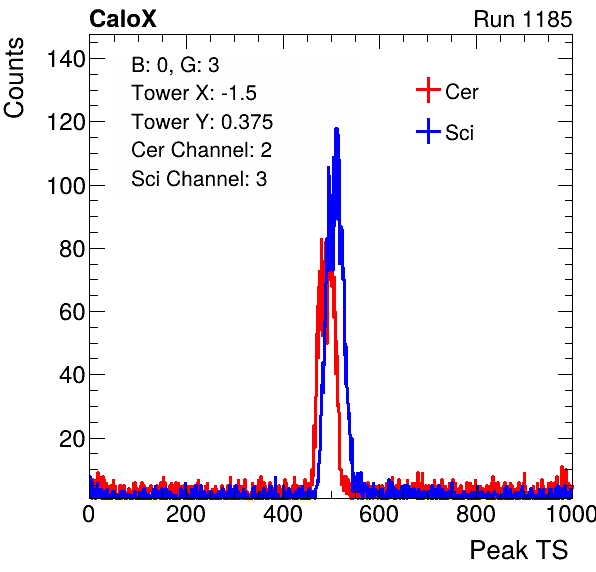 CaloX Run 1185
Counts
B: 0, G: 3
Tower X: -1.5
Tower Y: 0.375
Cer Channel: 2
Sci Channel: 3
Cer
Sci
140
120
100
80
60
40
20
0 200 400 600 800 1000
Peak TS